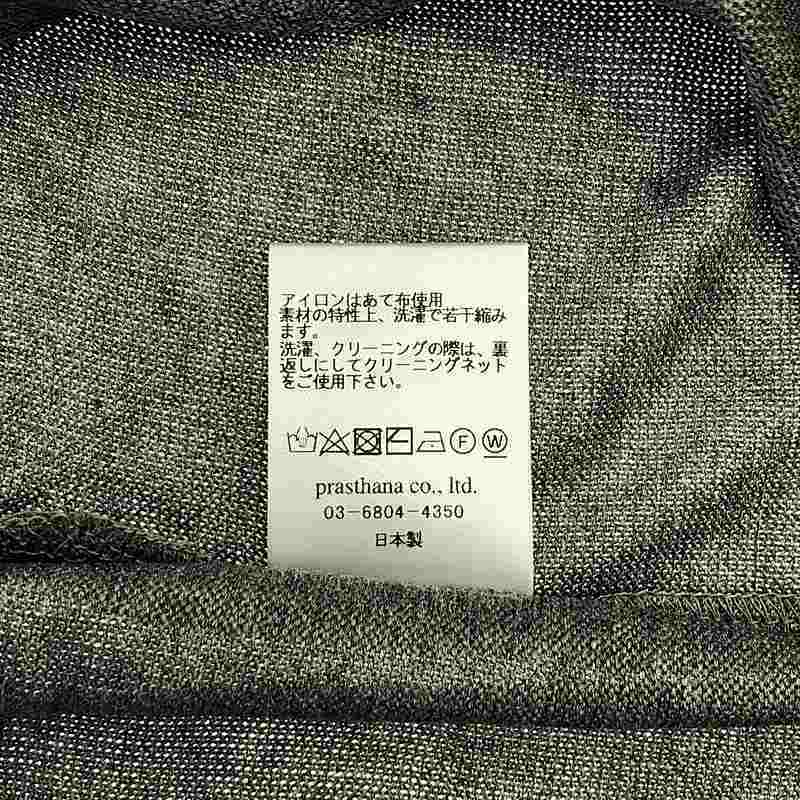 アイロンはあて布使用
素材の特性上、洗濯で若干縮み
ます。
洗濯、クリーニングの際は、裏
返しにしてクリーニングネット
をご使用下さい。
F W
prasthana co., ltd.
03-6804-4350
日本製